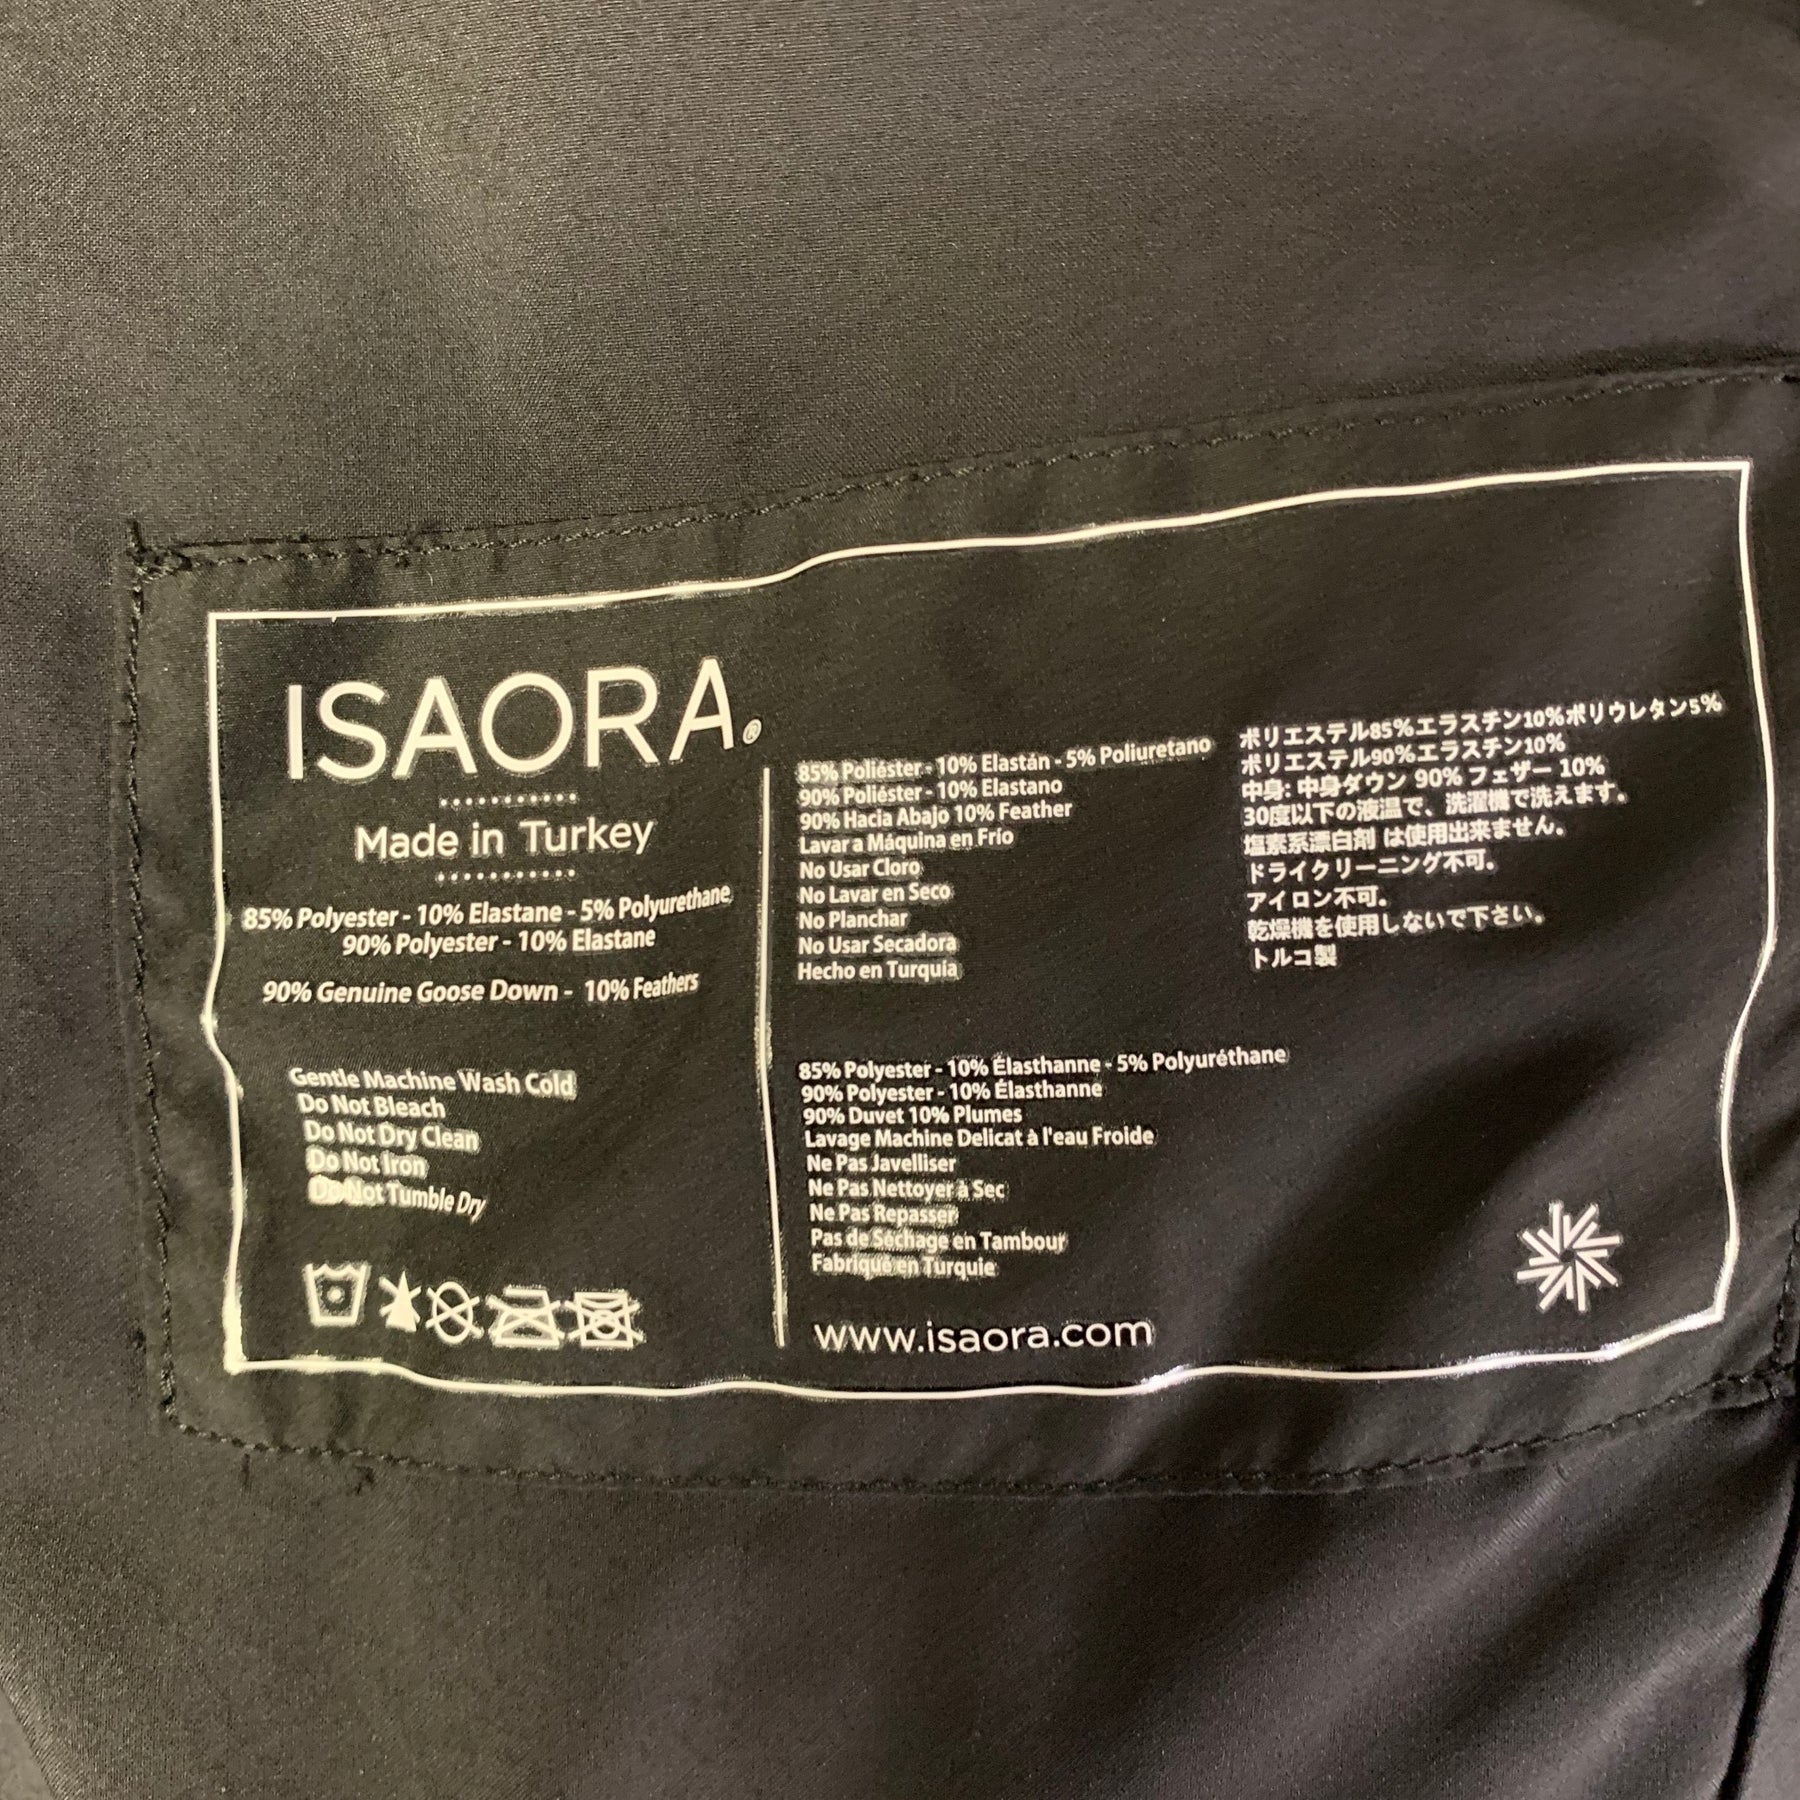 ISAORA®
Made in Turkey
85% Polyester - 10% Elastane - 5% Polyurethane
90% Polyester - 10% Elastane
90% Genuine Goose Down - 10% Feathers
Gentle Machine Wash Cold
Do Not Bleach
Do Not Dry Clean
Do Not Iron
Do Not Tumble Dry
85% Poliéster - 10% Elastán - 5% Poliuretano
90% Poliéster - 10% Elastano
90% Hacia Abajo 10% Feather
Lavar a Máquina en Frío
No Usar Cloro
No Lavar en Seco
No Planchar
No Usar Secadora
Hecho en Turquía
85% Polyester - 10% Élasthanne - 5% Polyuréthane
90% Polyester - 10% Élasthanne
90% Duvet 10% Plumes
Lavage Machine Delicat à l'eau Froide
Ne Pas Javelliser
Ne Pas Nettoyer à Sec
Ne Pas Repasser
Pas de Séchage en Tambour
Fabriqué en Turquie
www.isaora.com
ポリエステル85%エラスチン10%ポリウレタン5%
ポリエステル90%エラスチン10%
中身: 中身ダウン 90% フェザー 10%
30度以下の液温で、洗濯機で洗えます。
塩素系漂白剤 は使用出来ません。
ドライクリーニング不可。
アイロン不可。
乾燥機を使用しないで下さい。
トルコ製